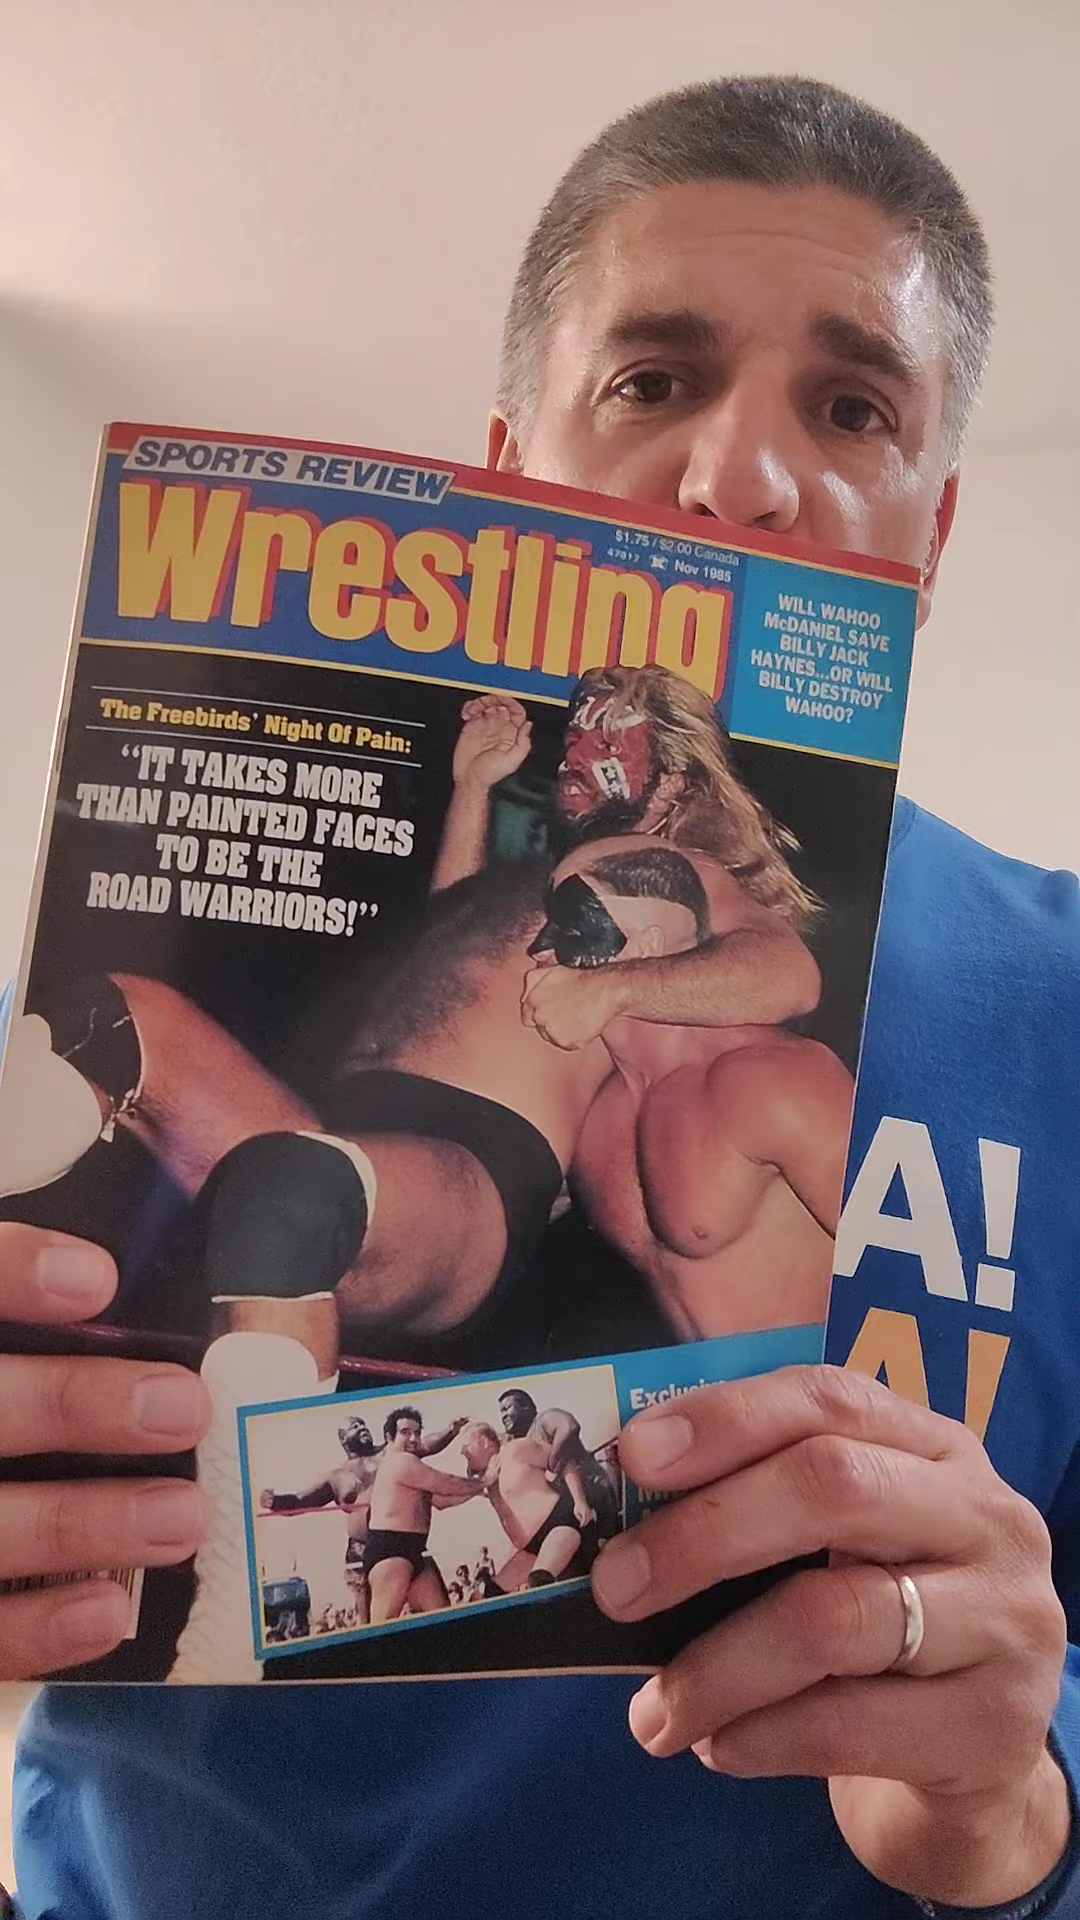 SPORTS REVIEW
Wrestling
$1.75 / $2.00 Canada
47917 Nov 1985
WILL WAHOO
McDANIEL SAVE
BILLY JACK
HAYNES...OR WILL
BILLY DESTROY
WAHOO?
The Freebirds' Night Of Pain:
“IT TAKES MORE
THAN PAINTED FACES
TO BE THE
ROAD WARRIORS!”
A!
A!